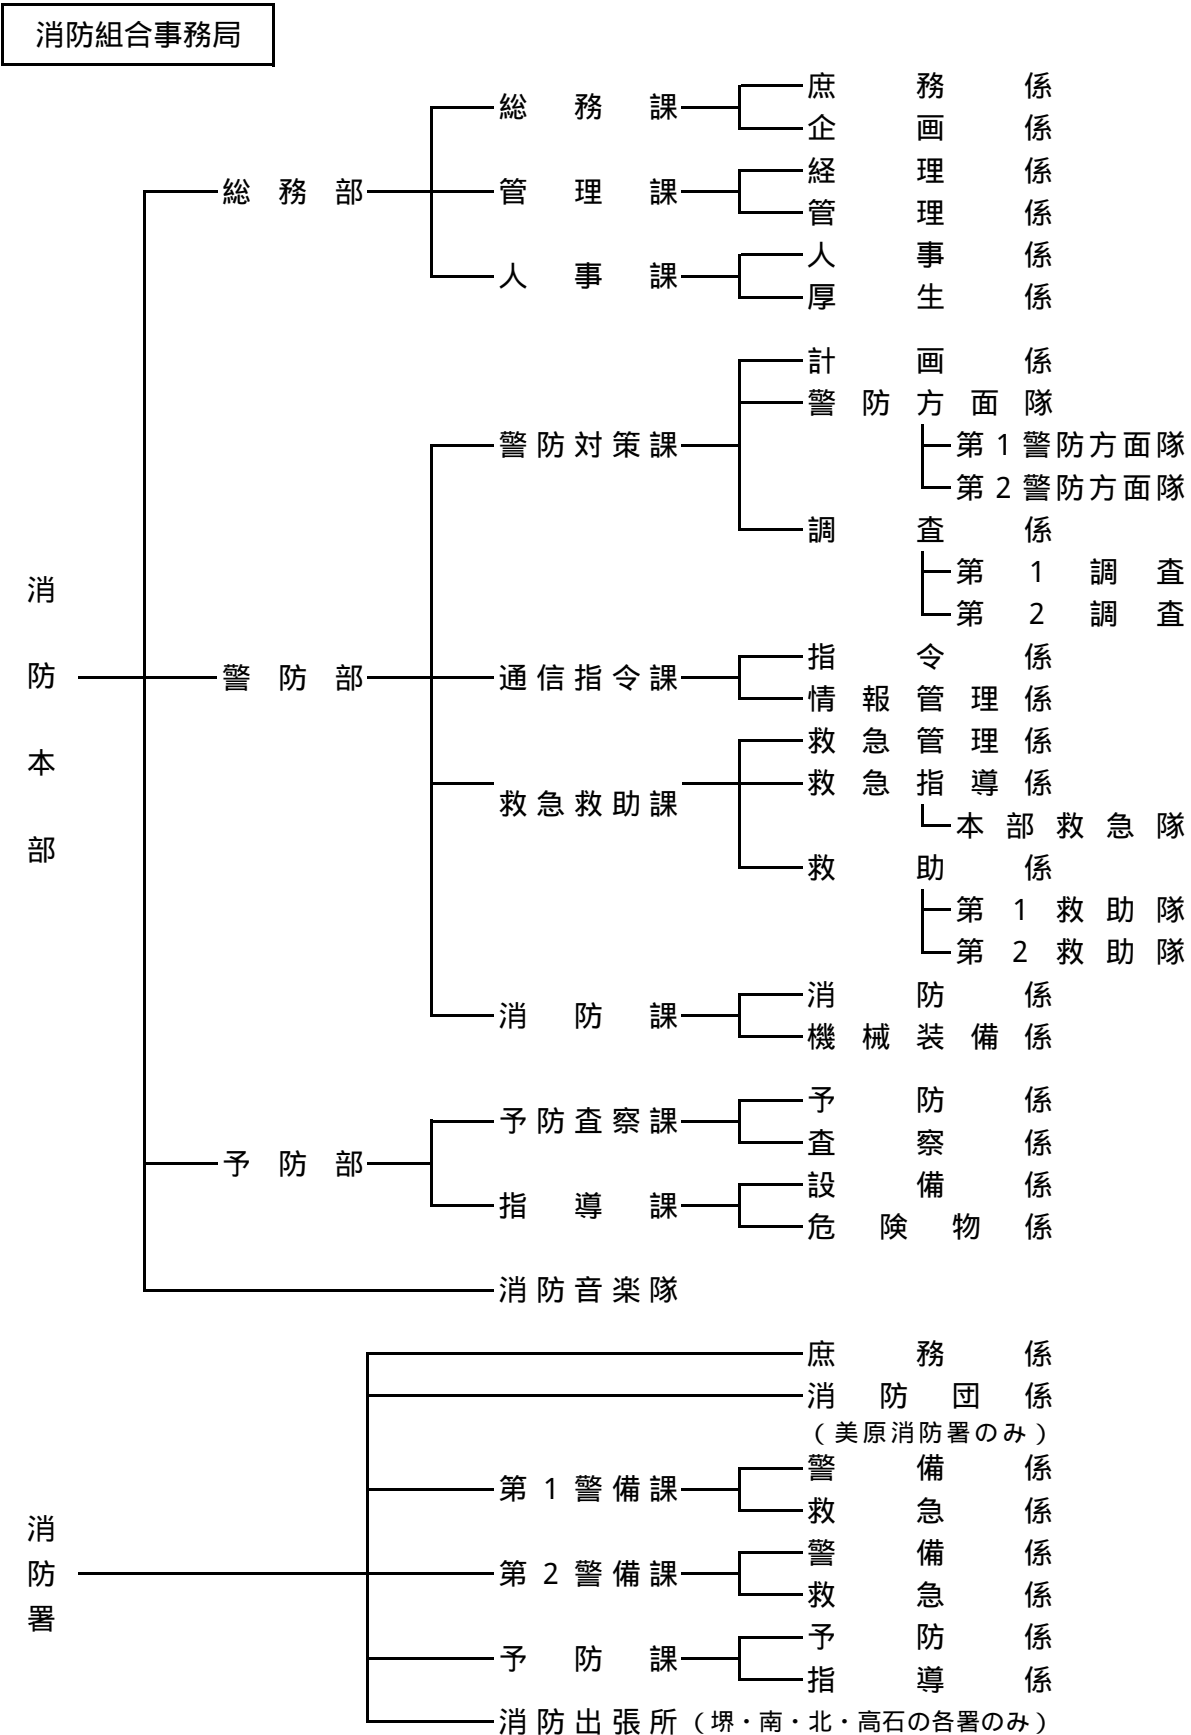 消防組合事務局
消防本部
総務部
総務課
庶務係
企画係
管理課
経理係
管理係
人事課
人事係
厚生係
警防部
警防対策課
計画係
警防方面隊
第1警防方面隊
第2警防方面隊
調査係
第1調査
第2調査
通信指令課
指令係
情報管理係
救急救助課
救急管理係
救急指導係
本部救急隊
救助係
第1救助隊
第2救助隊
消防課
消防係
機械装備係
予防部
予防査察課
予防係
査察係
指導課
設備係
危険物係
消防音楽隊
消防署
庶務係
消防団係
(美原消防署のみ)
第1警備課
警備係
救急係
第2警備課
警備係
救急係
予防課
予防係
指導係
消防出張所(堺・南・北・高石の各署のみ)